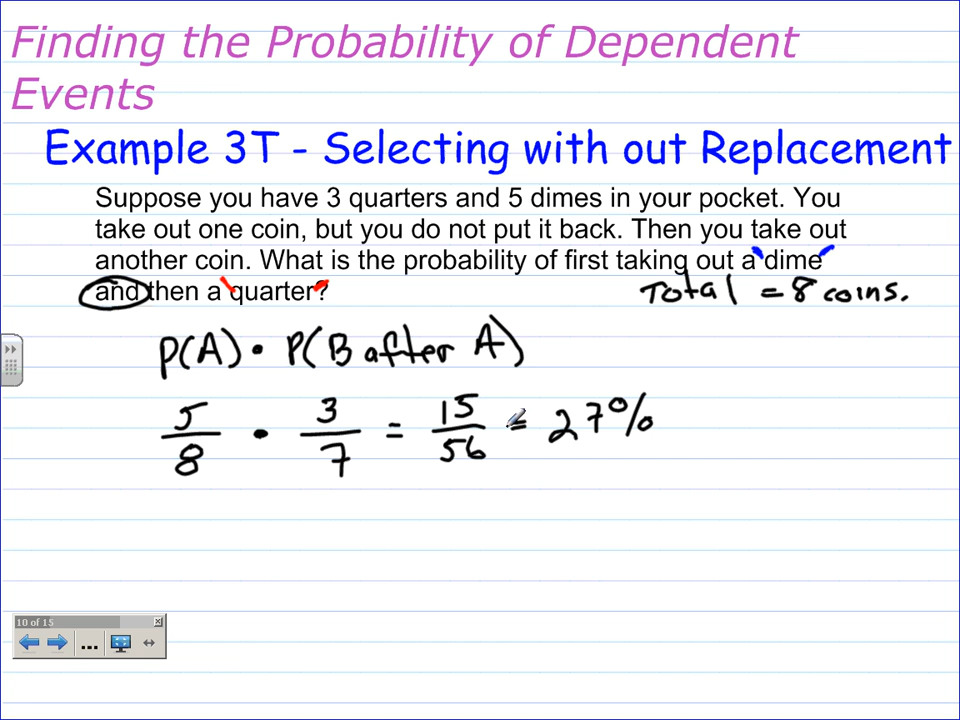 Finding the Probability of Dependent
Events
Example 3T - Selecting with out Replacement
Suppose you have 3 quarters and 5 dimes in your pocket. You
take out one coin, but you do not put it back. Then you take out
another coin. What is the probability of first taking out a dime
and then a quarter?
Total = 8 coins.
P(A) • P(B after A)
5/8 • 3/7 = 15/56 = 27%
10 of 15
...